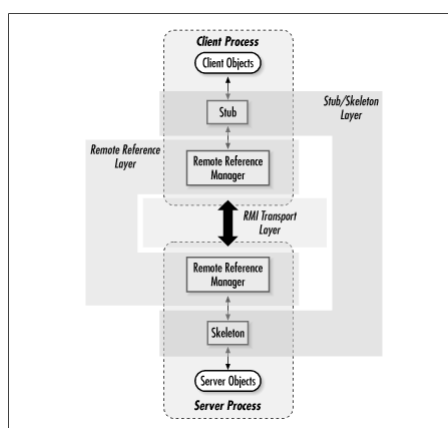 Client Process
Client Objects
Stub/Skeleton
Layer
Stub
Remote Reference
Layer
Remote Reference
Manager
RMI Transport
Layer
Remote Reference
Manager
Skeleton
Server Objects
Server Process